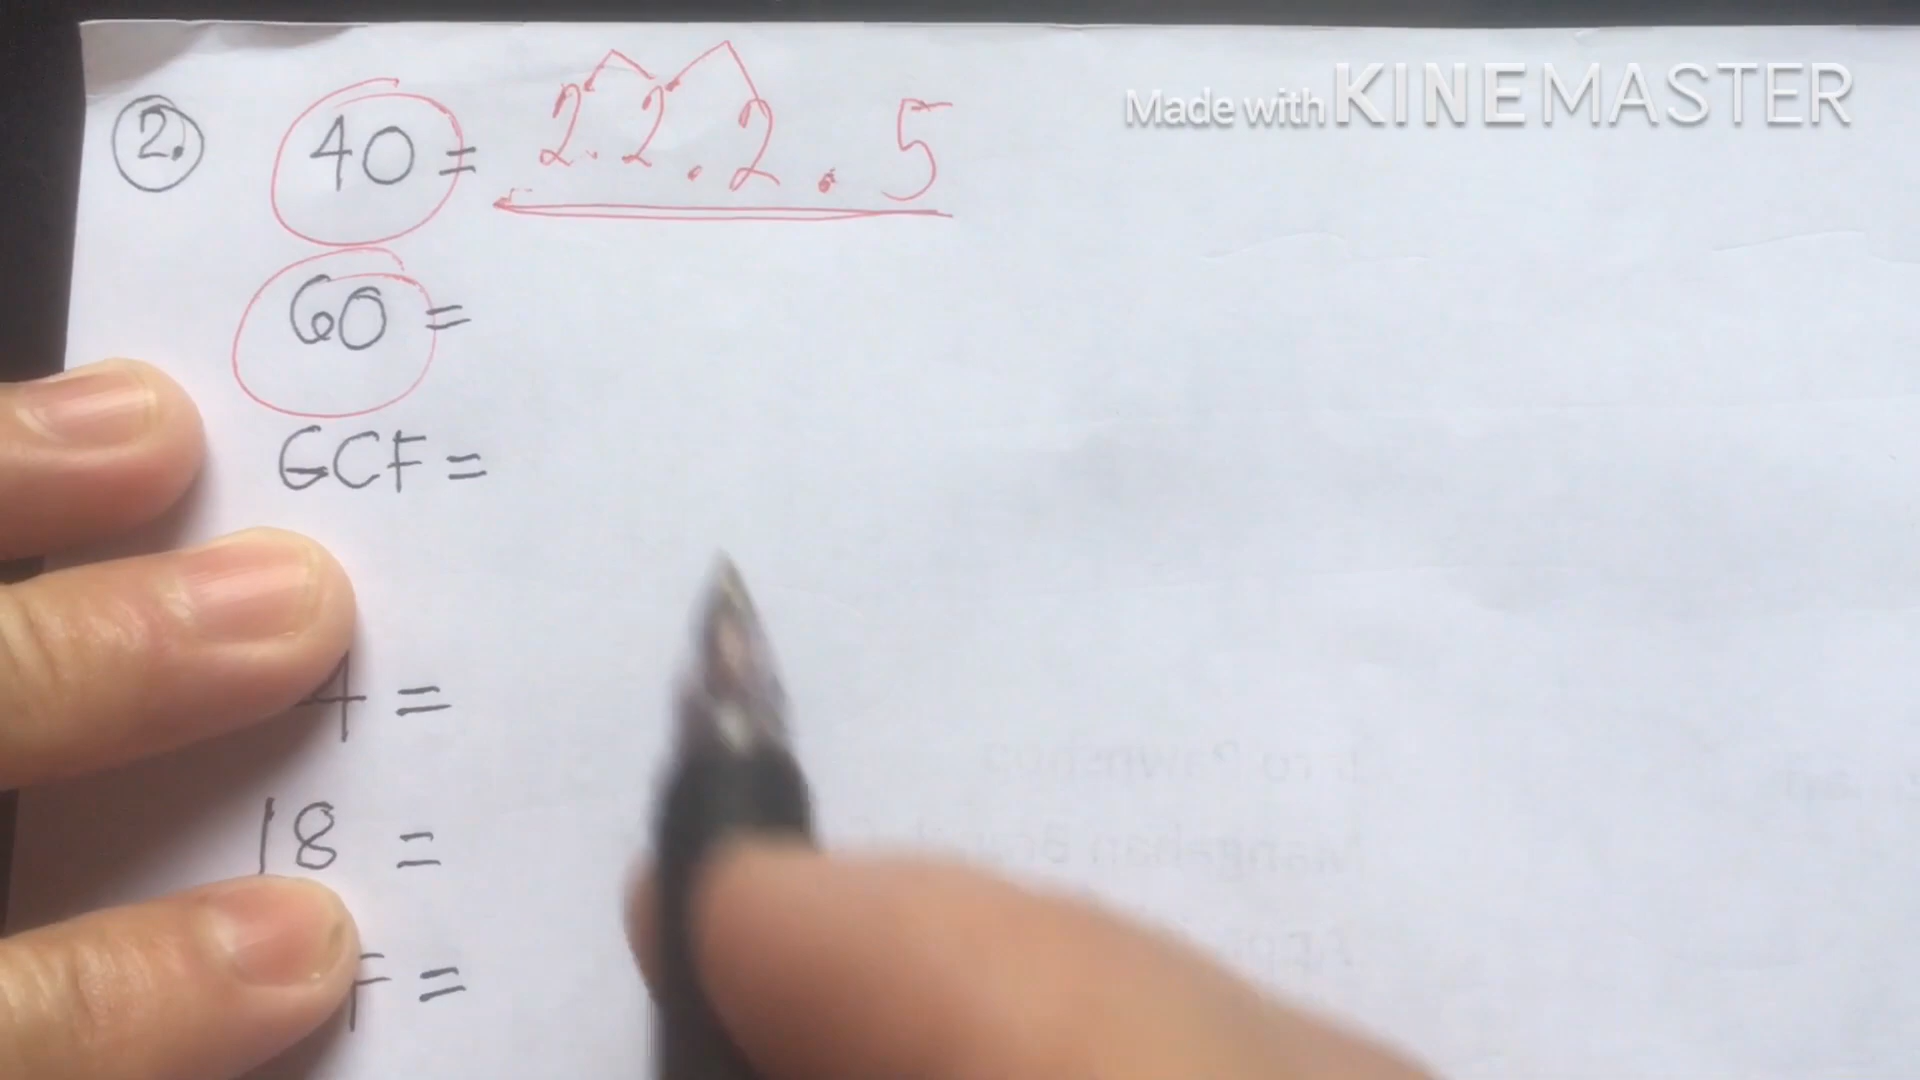 Made with KINEMASTER
2. 40 = 2.2.2.5
60 =
GCF =
4 =
18 =
F =